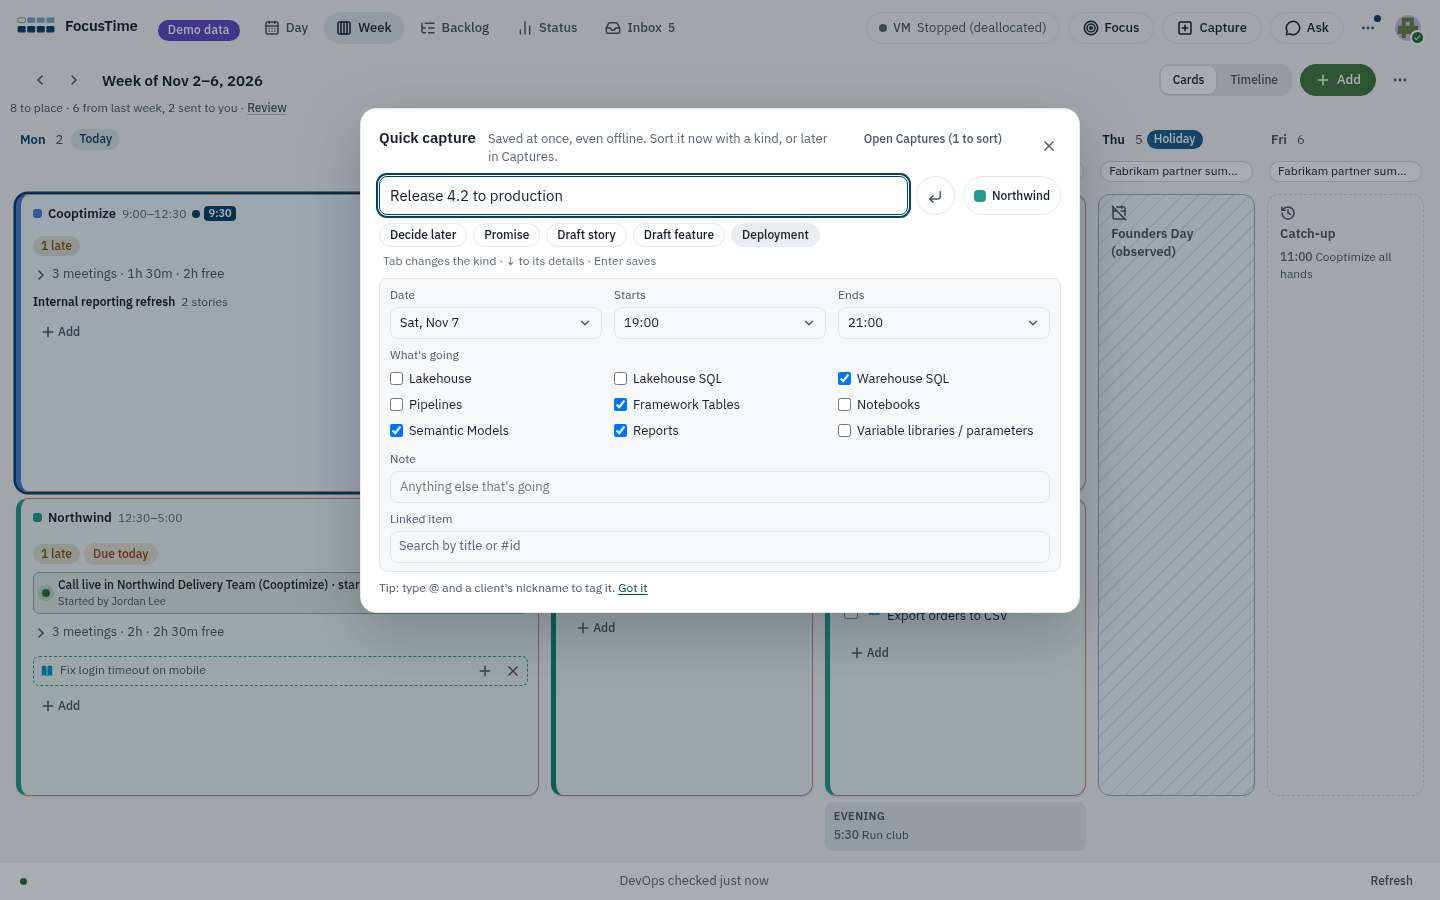 FocusTime
Demo data
Day
Week
Backlog
Status
Inbox 5
VM Stopped (deallocated)
Focus
Capture
Ask
Week of Nov 2–6, 2026
Cards
Timeline
Add
8 to place · 6 from last week, 2 sent to you · Review
Mon 2 Today
Thu 5 Holiday
Fri 6
Fabrikam partner sum...
Fabrikam partner sum...
Quick capture
Saved at once, even offline. Sort it now with a kind, or later
in Captures.
Open Captures (1 to sort)
Release 4.2 to production
Northwind
Decide later
Promise
Draft story
Draft feature
Deployment
Tab changes the kind · ↓ to its details · Enter saves
Date
Starts
Ends
Sat, Nov 7
19:00
21:00
What's going
Lakehouse
Lakehouse SQL
Warehouse SQL
Pipelines
Framework Tables
Notebooks
Semantic Models
Reports
Variable libraries / parameters
Note
Anything else that's going
Linked item
Search by title or #id
Tip: type @ and a client's nickname to tag it. Got it
Cooptimize 9:00–12:30 9:30
1 late
3 meetings · 1h 30m · 2h free
Internal reporting refresh 2 stories
Add
Northwind 12:30–5:00
1 late
Due today
Call live in Northwind Delivery Team (Cooptimize) · star
Started by Jordan Lee
3 meetings · 2h · 2h 30m free
Fix login timeout on mobile
Add
Add
Export orders to CSV
Add
EVENING
5:30 Run club
Founders Day
(observed)
Catch-up
11:00 Cooptimize all
hands
DevOps checked just now
Refresh